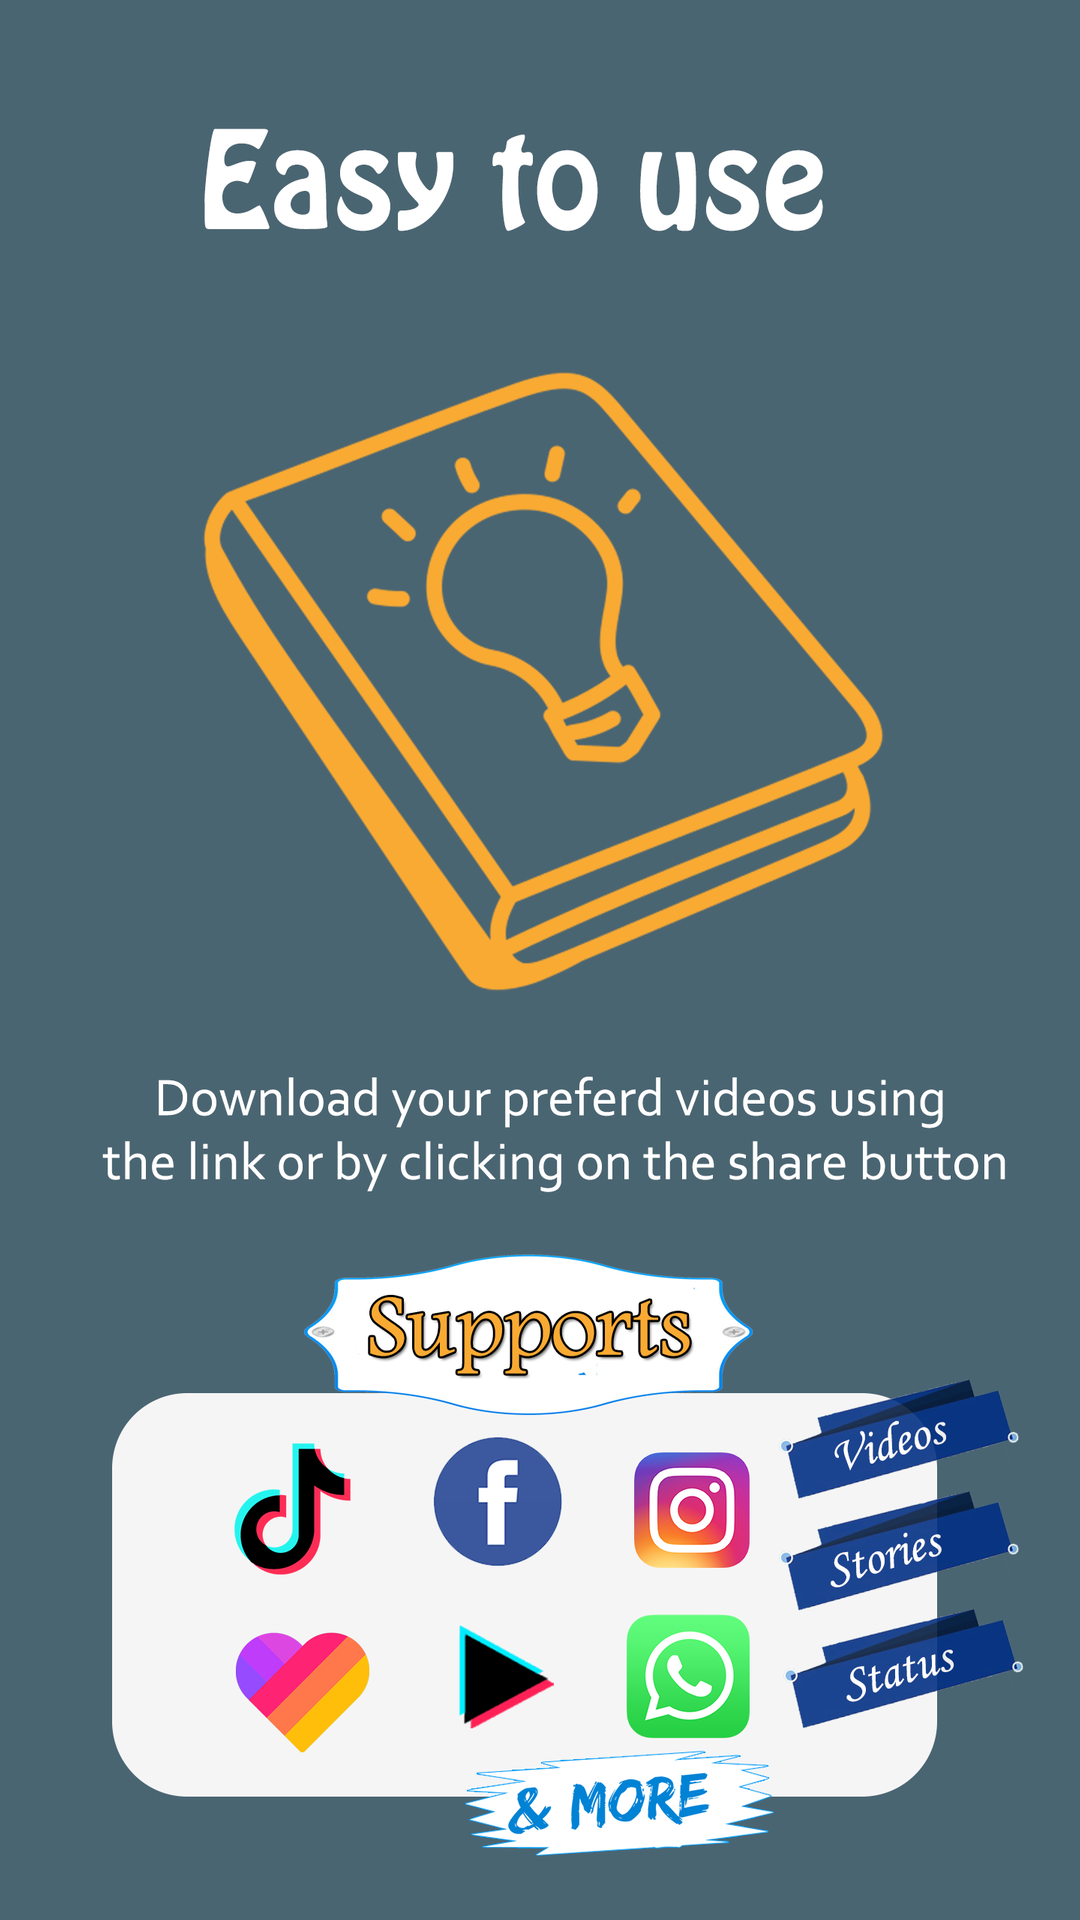 Easy to use
Download your preferd videos using
the link or by clicking on the share button
Supports
Videos
Stories
Status
& MORE